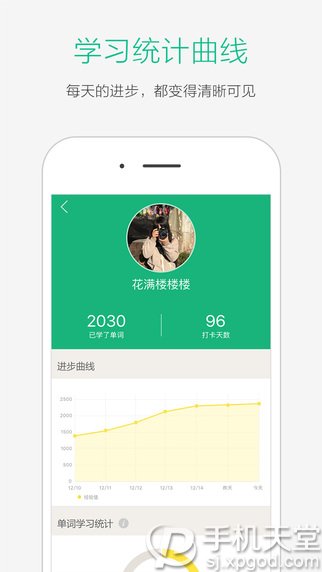 学习统计曲线
每天的进步，都变得清晰可见
花满楼楼楼
2030
已学了单词
96
打卡天数
进步曲线
2500
2000
1500
1000
500
0
12/10 12/11 12/12 12/13 12/14 昨天 今天
经验值
单词学习统计 i
手机天堂
sj.xpgod.com